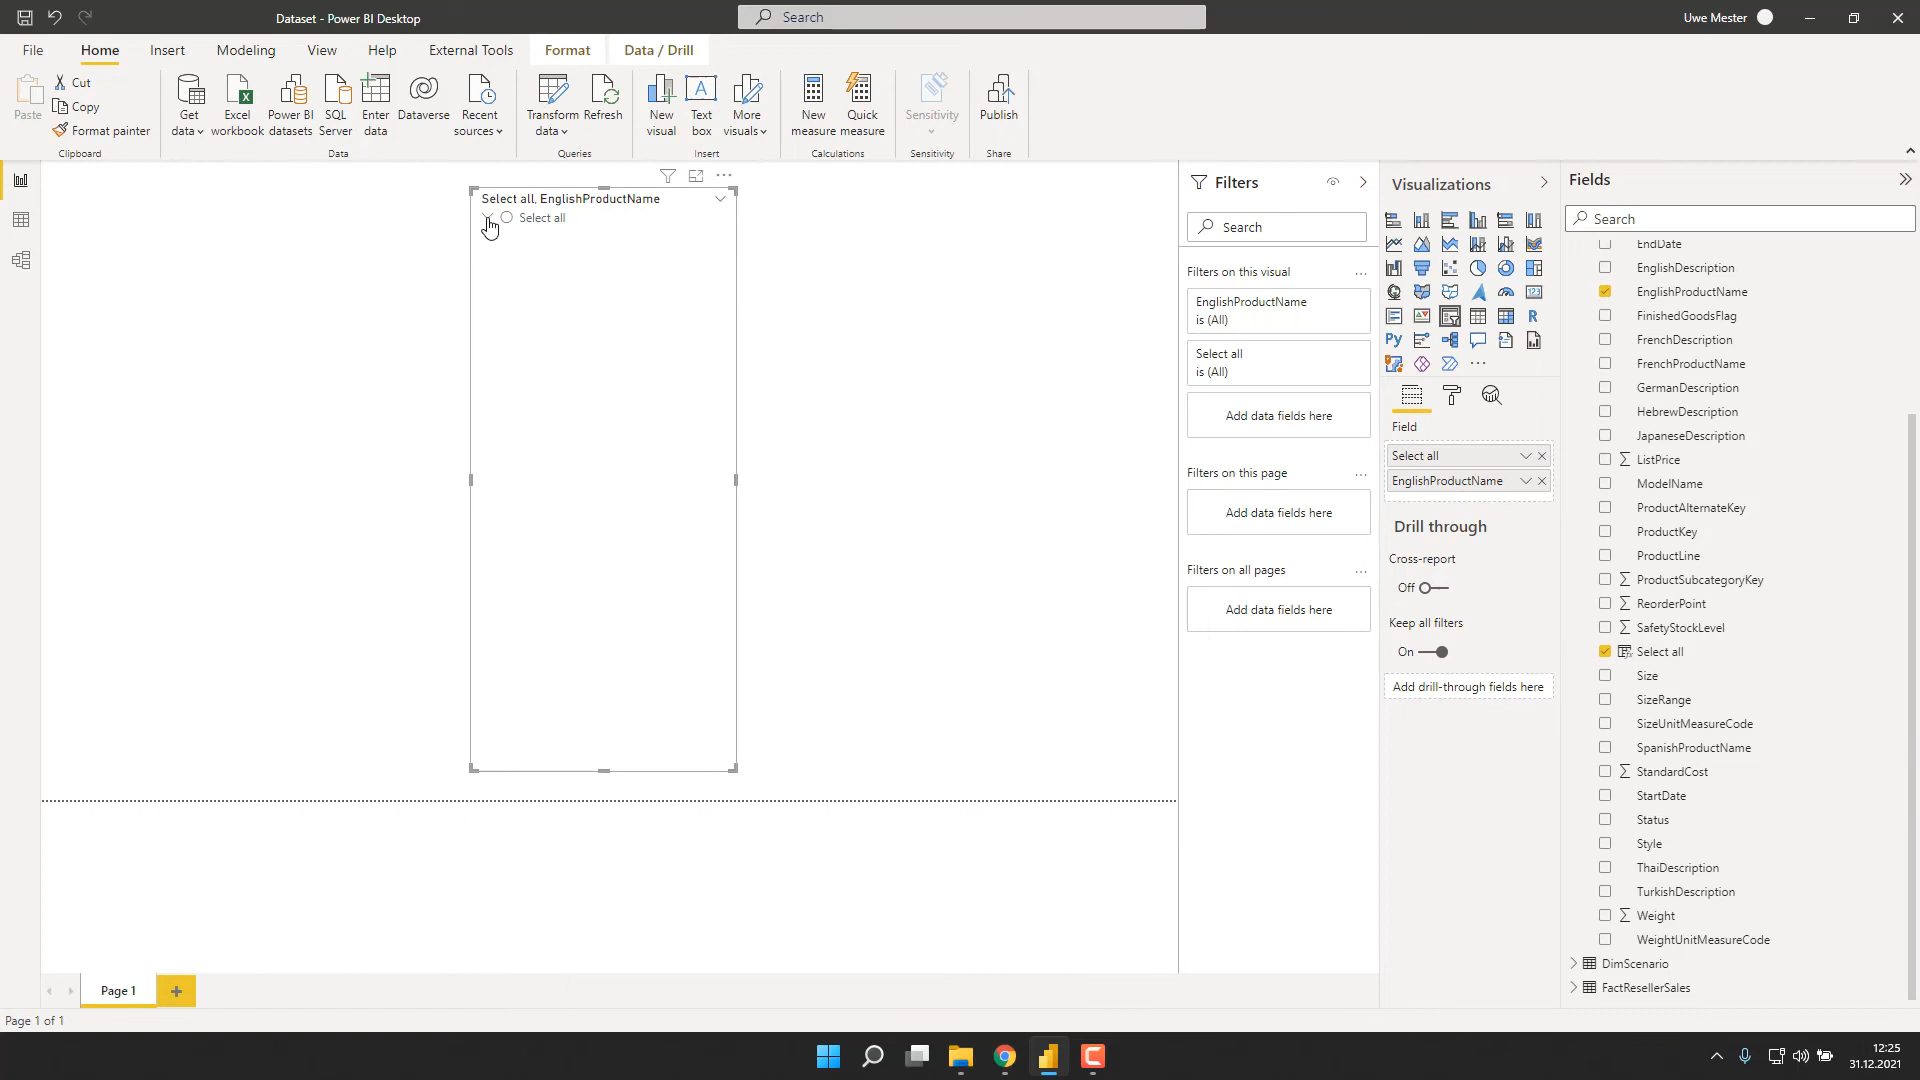 Dataset - Power BI Desktop
Search
Uwe Mester
File
Home
Insert
Modeling
View
Help
External Tools
Format
Data / Drill
Paste
Cut
Copy
Format painter
Clipboard
Get
data
Excel
workbook
Power BI
datasets
SQL
Server
Enter
data
Dataverse
Recent
sources
Data
Transform
data
Refresh
Queries
New
visual
Text
box
More
visuals
Insert
New
measure
Quick
measure
Calculations
Sensitivity
Sensitivity
Publish
Share
Select all, EnglishProductName
Select all
Filters
Search
Filters on this visual
...
EnglishProductName
is (All)
Select all
is (All)
Add data fields here
Filters on this page
...
Add data fields here
Filters on all pages
...
Add data fields here
Visualizations
123
R
Py
...
Field
Select all
EnglishProductName
Drill through
Cross-report
Off
Keep all filters
On
Add drill-through fields here
Fields
Search
EndDate
EnglishDescription
EnglishProductName
FinishedGoodsFlag
FrenchDescription
FrenchProductName
GermanDescription
HebrewDescription
JapaneseDescription
∑ ListPrice
ModelName
ProductAlternateKey
ProductKey
ProductLine
∑ ProductSubcategoryKey
∑ ReorderPoint
∑ SafetyStockLevel
Select all
Size
SizeRange
SizeUnitMeasureCode
SpanishProductName
∑ StandardCost
StartDate
Status
Style
ThaiDescription
TurkishDescription
∑ Weight
WeightUnitMeasureCode
DimScenario
FactResellerSales
Page 1
Page 1 of 1
12:25
31.12.2021